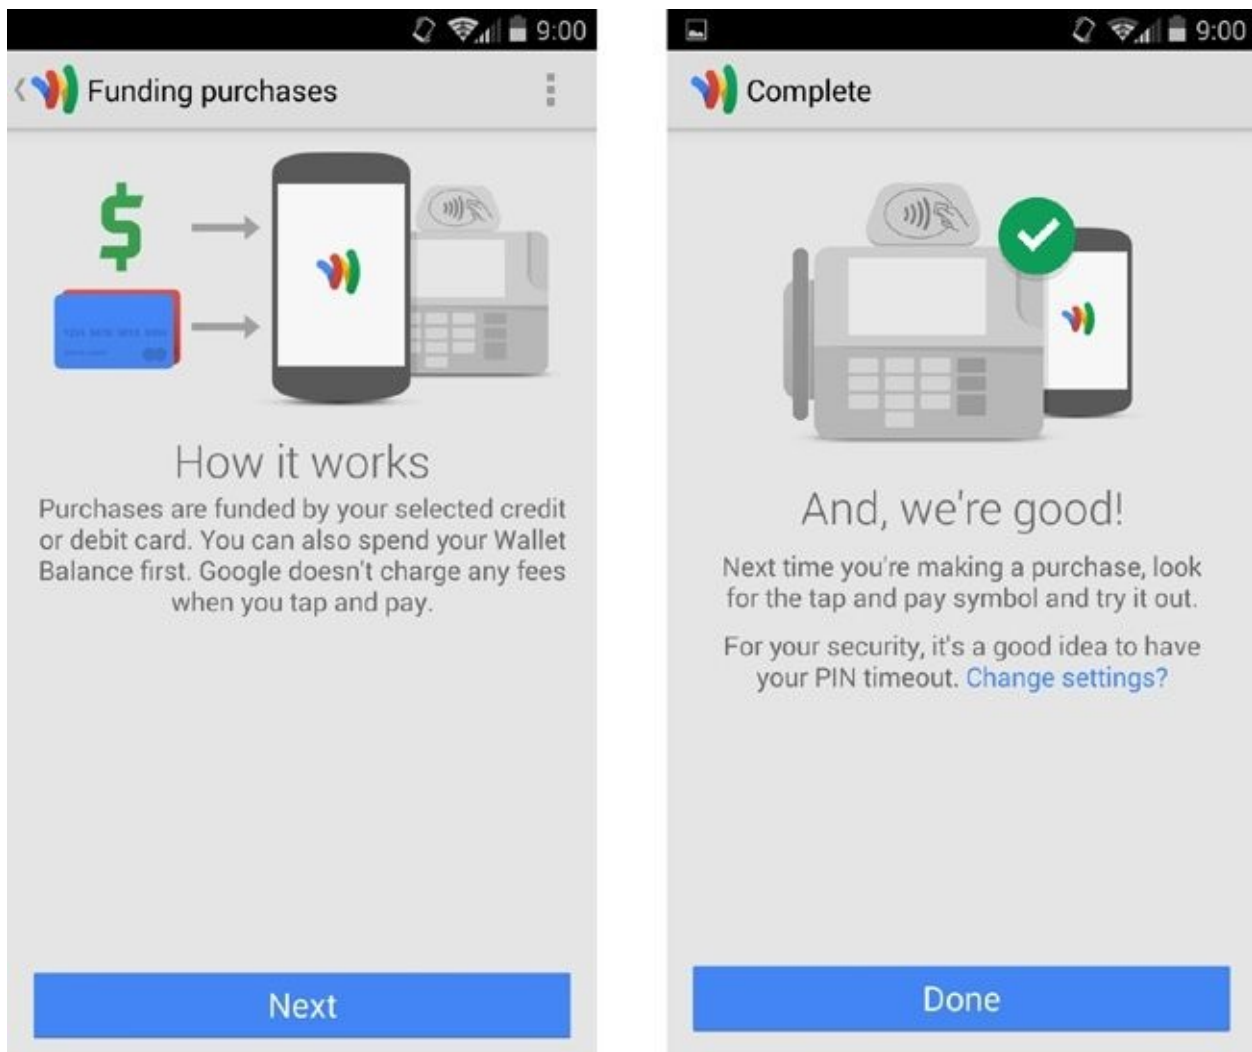 9:00
Funding purchases
How it works
Purchases are funded by your selected credit
or debit card. You can also spend your Wallet
Balance first. Google doesn't charge any fees
when you tap and pay.
Next
9:00
Complete
And, we're good!
Next time you're making a purchase, look
for the tap and pay symbol and try it out.
For your security, it's a good idea to have
your PIN timeout. Change settings?
Done